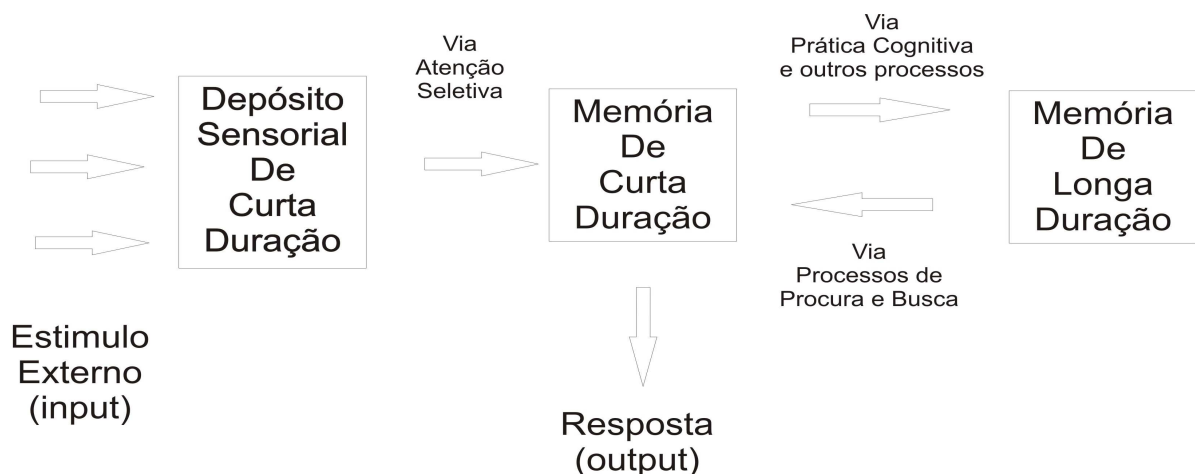 Estimulo
Externo
(input)
Depósito
Sensorial
De
Curta
Duração
Via
Atenção
Seletiva
Memória
De
Curta
Duração
Resposta
(output)
Via
Prática Cognitiva
e outros processos
Via
Processos de
Procura e Busca
Memória
De
Longa
Duração